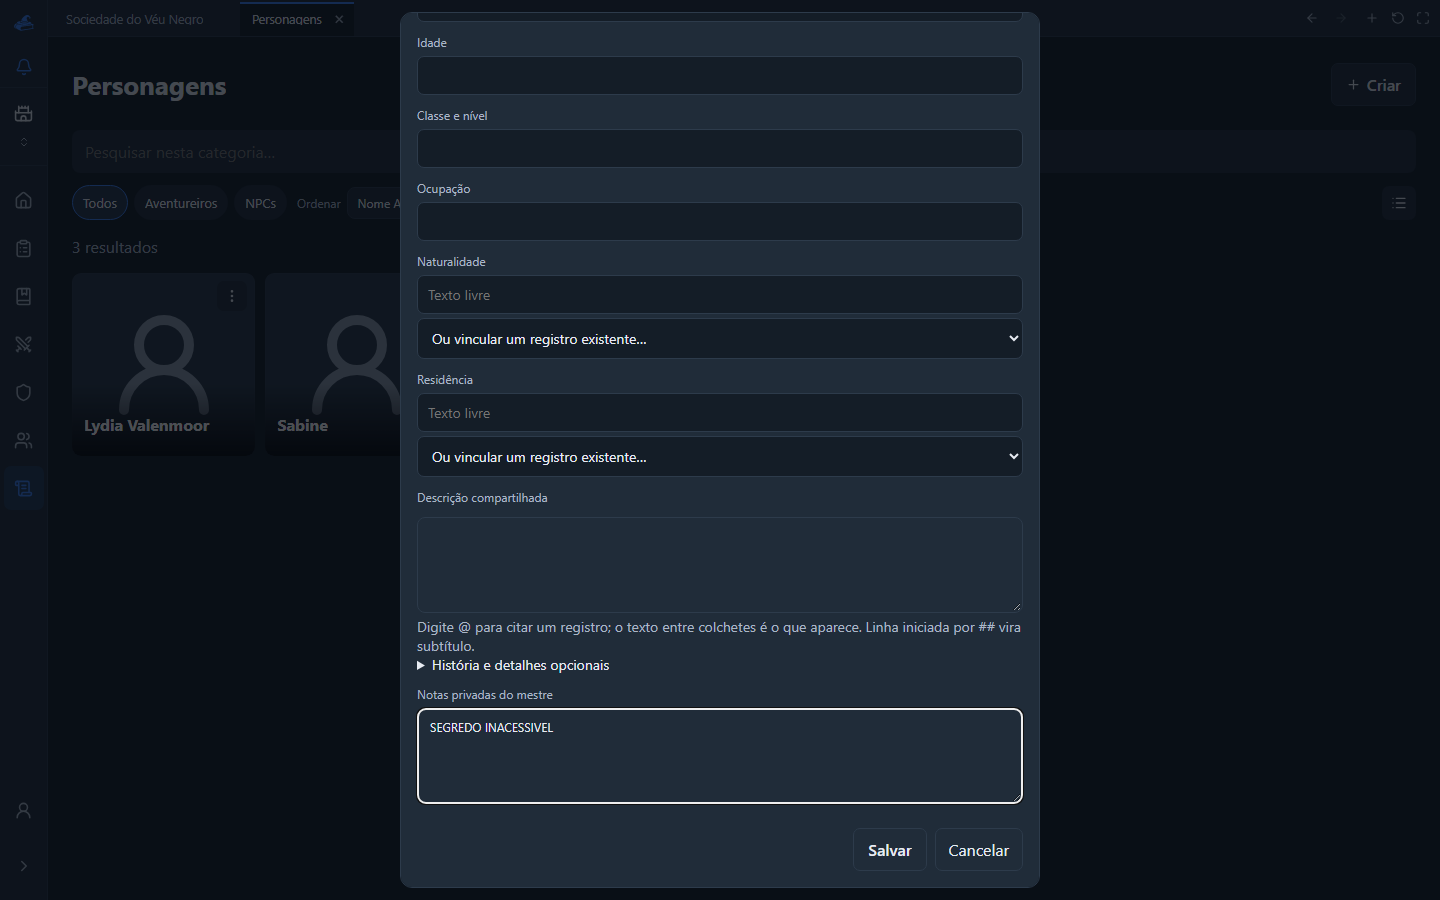 Sociedade do Véu Negro
Personagens
Personagens
Criar
Pesquisar nesta categoria...
Todos
Aventureiros
NPCs
Ordenar
Nome A
3 resultados
Lydia Valenmoor
Sabine
Idade
Classe e nível
Ocupação
Naturalidade
Texto livre
Ou vincular um registro existente...
Residência
Texto livre
Ou vincular um registro existente...
Descrição compartilhada
Digite @ para citar um registro; o texto entre colchetes é o que aparece. Linha iniciada por ## vira
subtítulo.
História e detalhes opcionais
Notas privadas do mestre
SEGREDO INACESSIVEL
Salvar
Cancelar